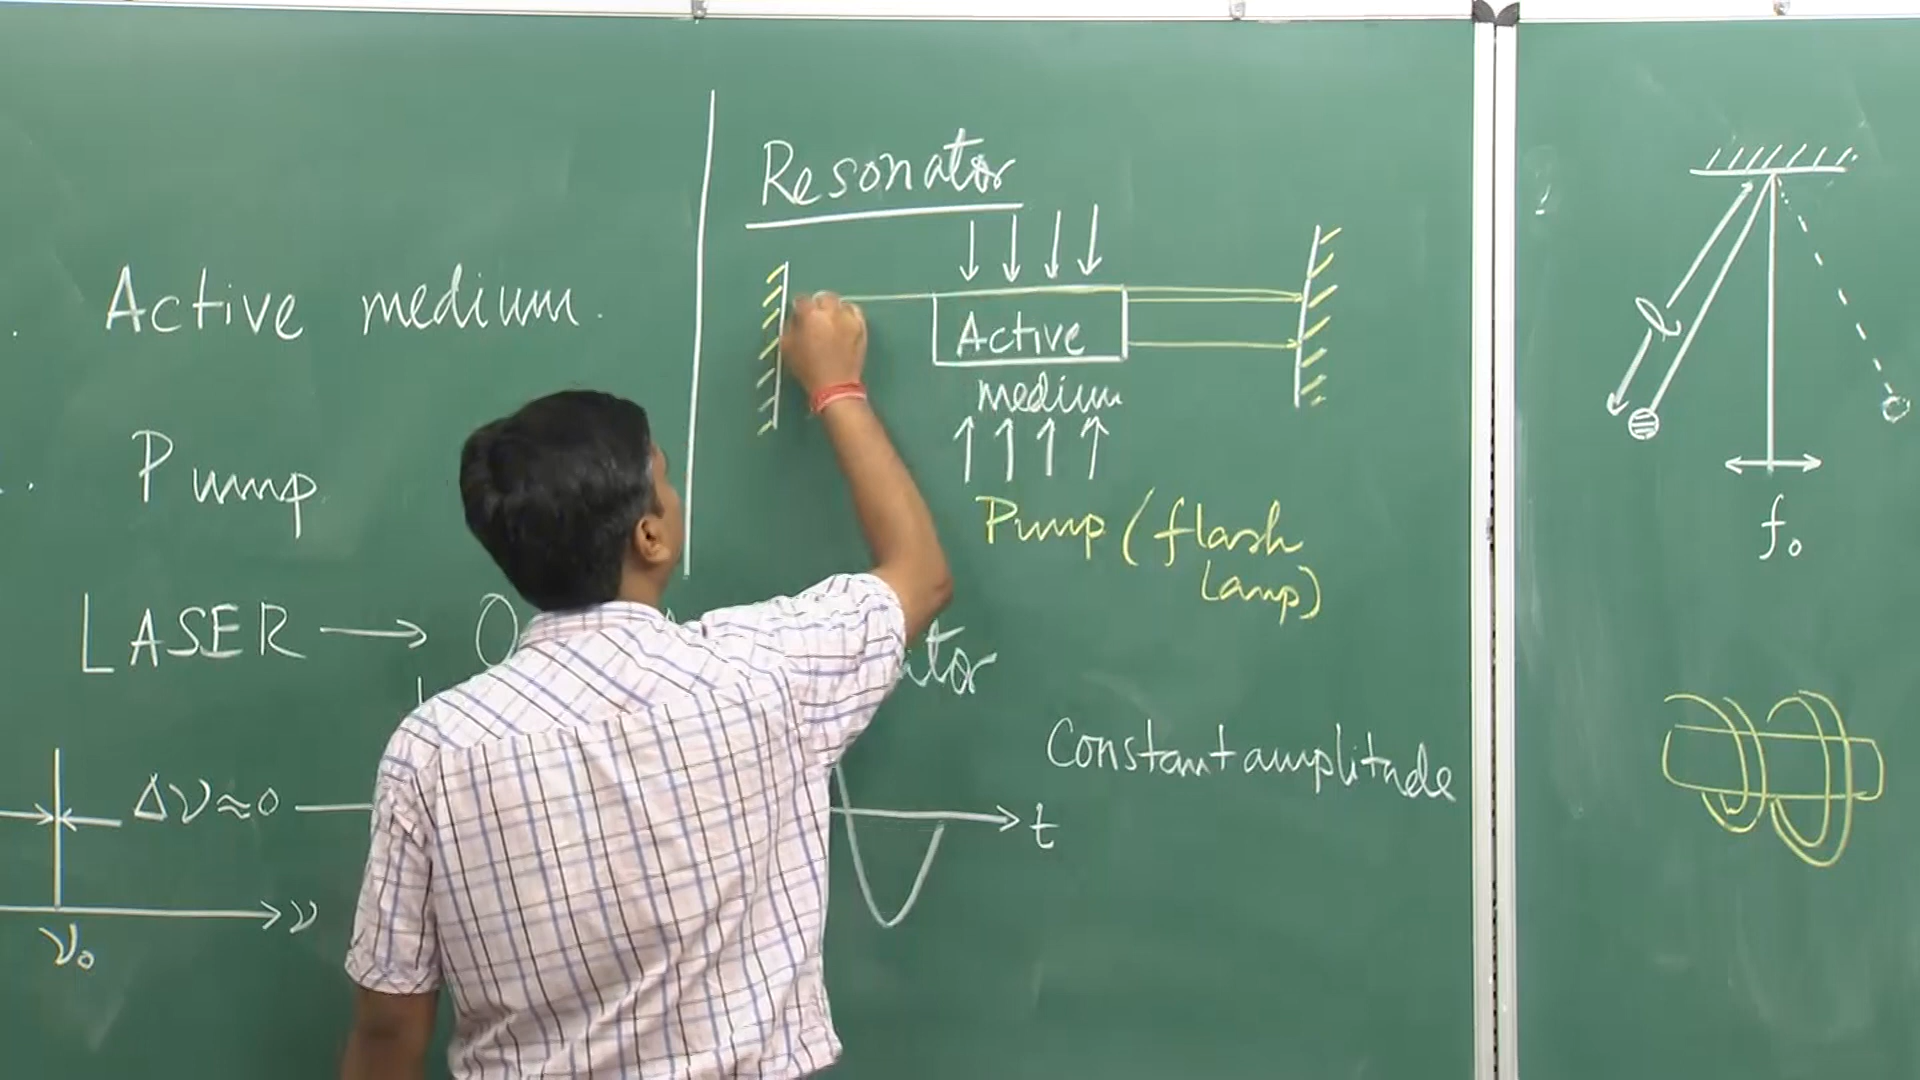 Active medium.
Pump
LASER →
Δν≈0
ν
ν₀
Resonator
Active
medium
Pump (flash
lamp)
Constant amplitude
t
l
f₀